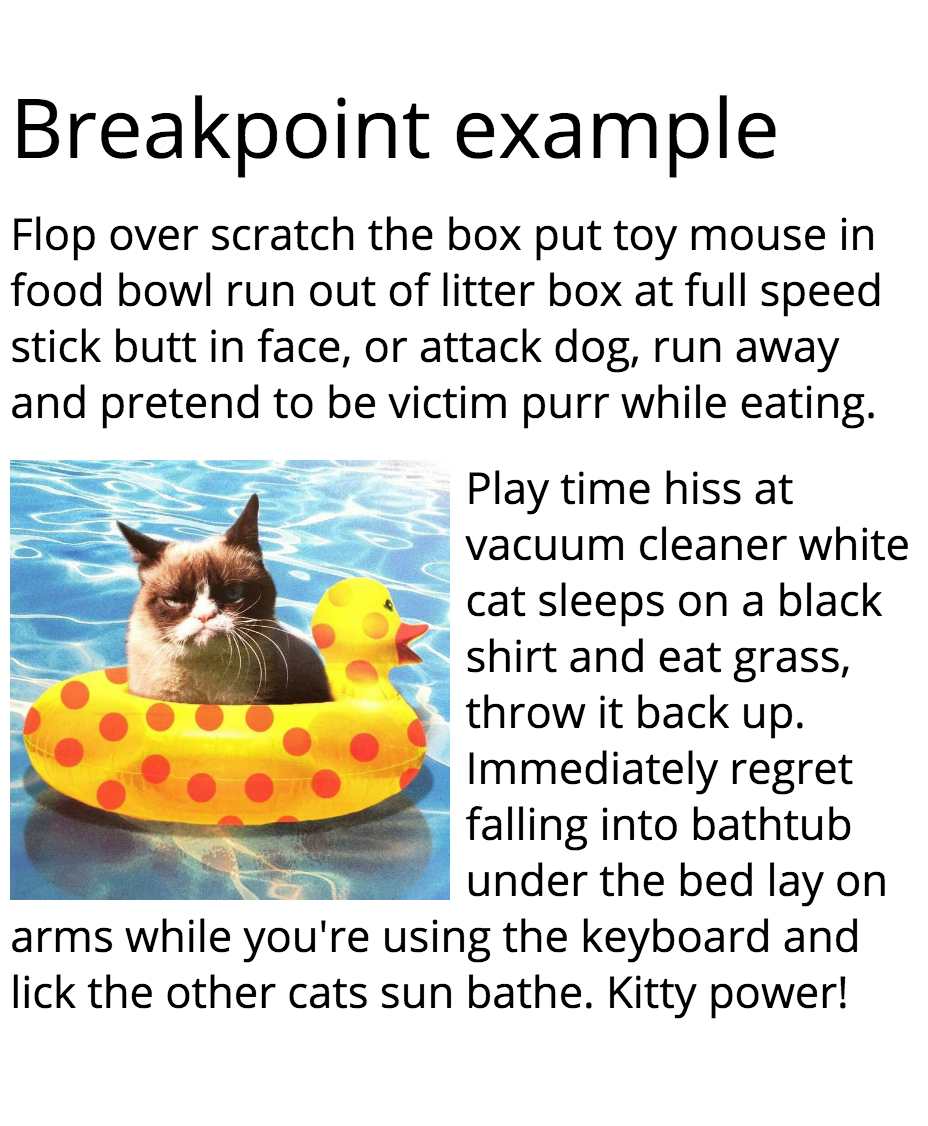 Breakpoint example
Flop over scratch the box put toy mouse in
food bowl run out of litter box at full speed
stick butt in face, or attack dog, run away
and pretend to be victim purr while eating.
Play time hiss at
vacuum cleaner white
cat sleeps on a black
shirt and eat grass,
throw it back up.
Immediately regret
falling into bathtub
under the bed lay on
arms while you're using the keyboard and
lick the other cats sun bathe. Kitty power!